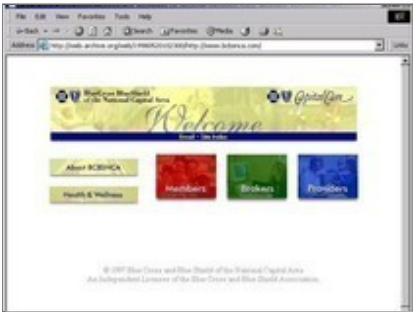 File Edit View Favorites Tools Help
Back Search Favorites Media
Address http://web.archive.org/web/ http://www.bcbsnca.com/ Links
BlueCross BlueShield
of the National Capital Area
CapitalCare
Welcome
Email - Site Index
About BCBSNCA
Health & Wellness
Members
Brokers
Providers
© 1997 Blue Cross and Blue Shield of the National Capital Area
An Independent Licensee of the Blue Cross and Blue Shield Association.